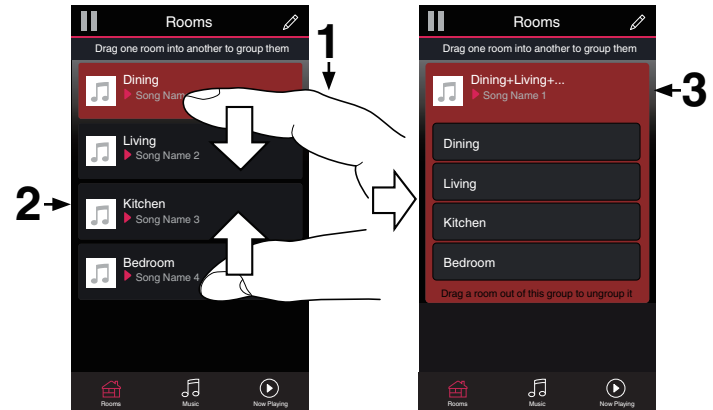 Rooms
Drag one room into another to group them
Dining
Song Nam
Living
Song Name 2
Kitchen
Song Name 3
Bedroom
Song Name 4
Rooms
Music
Now Playing
1
2
Rooms
Drag one room into another to group them
Dining+Living+...
Song Name 1
Dining
Living
Kitchen
Bedroom
Drag a room out of this group to ungroup it
Rooms
Music
Now Playing
3